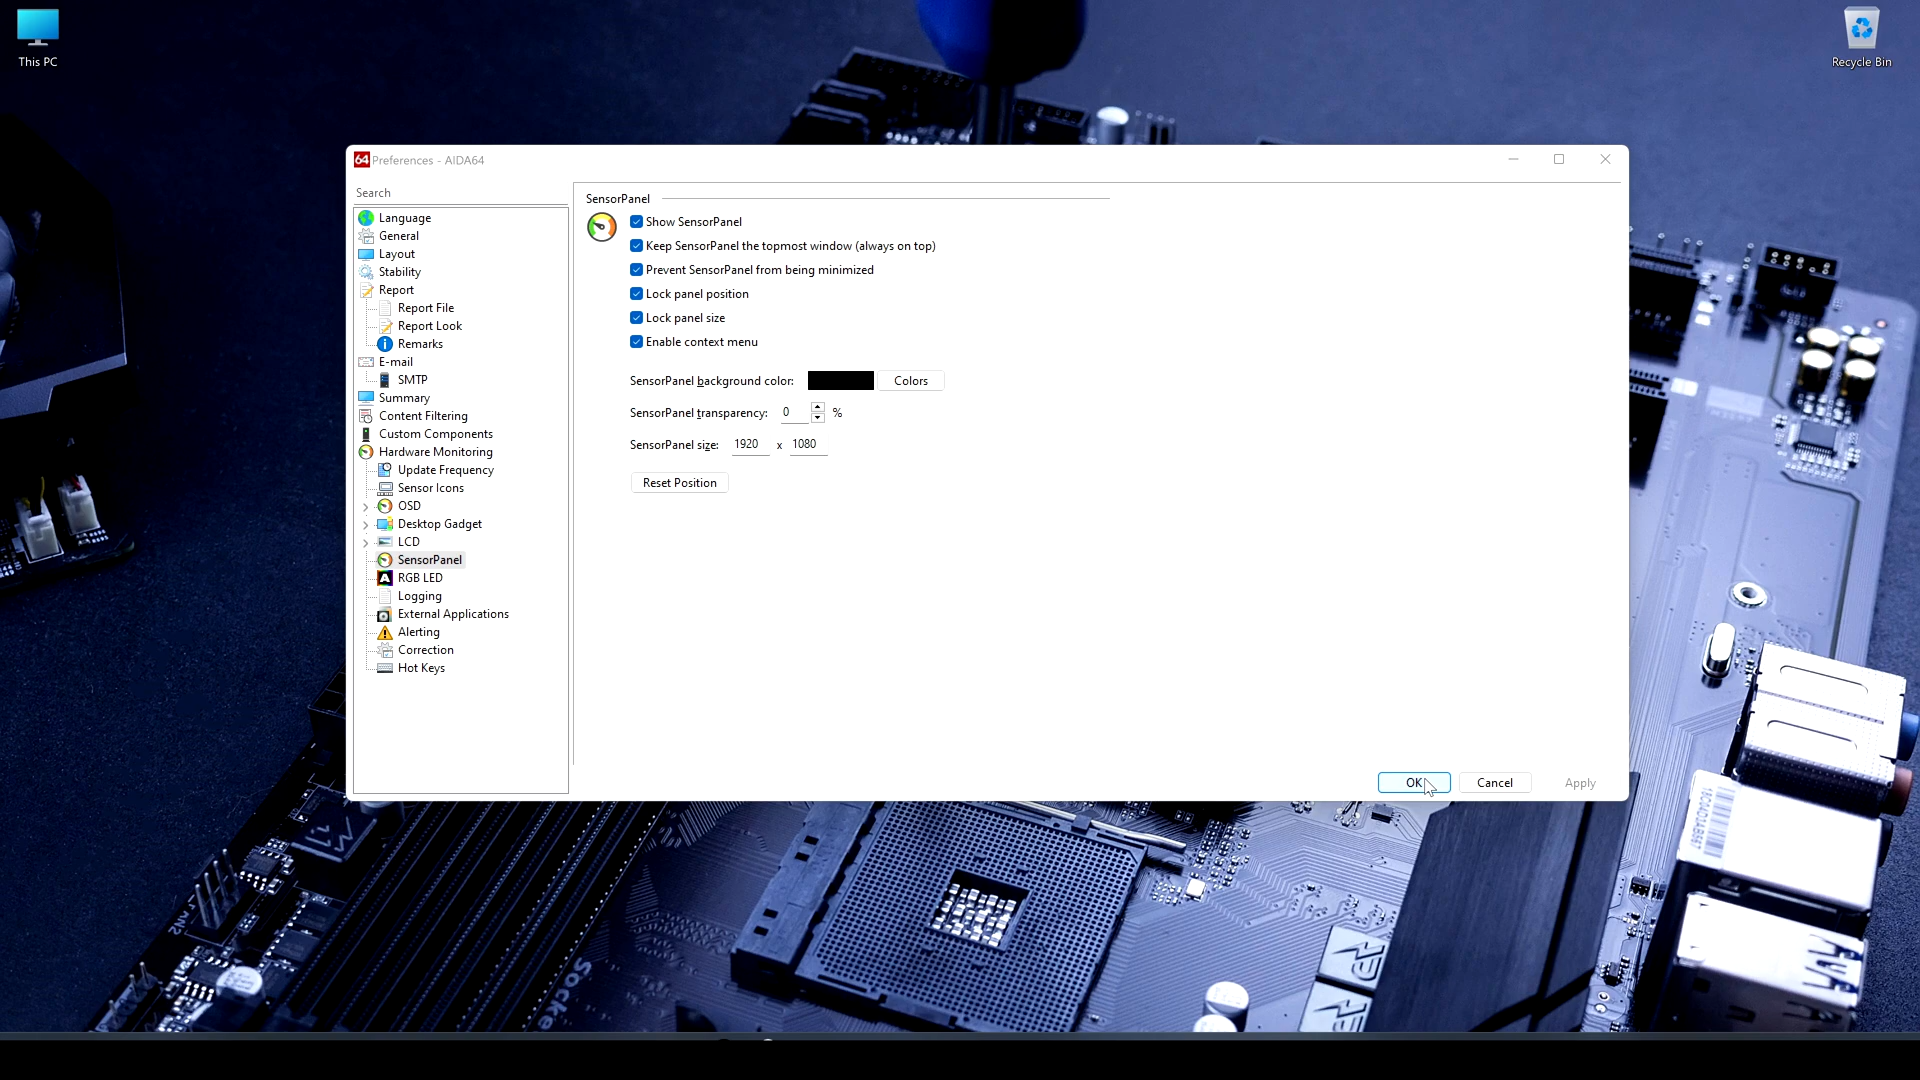 This PC
Recycle Bin
64 Preferences - AIDA64
Search
Language
General
Layout
Stability
Report
Report File
Report Look
Remarks
E-mail
SMTP
Summary
Content Filtering
Custom Components
Hardware Monitoring
Update Frequency
Sensor Icons
OSD
Desktop Gadget
LCD
SensorPanel
RGB LED
Logging
External Applications
Alerting
Correction
Hot Keys
SensorPanel
Show SensorPanel
Keep SensorPanel the topmost window (always on top)
Prevent SensorPanel from being minimized
Lock panel position
Lock panel size
Enable context menu
SensorPanel background color: Colors
SensorPanel transparency: 0 %
SensorPanel size: 1920 x 1080
Reset Position
OK Cancel Apply
Socke